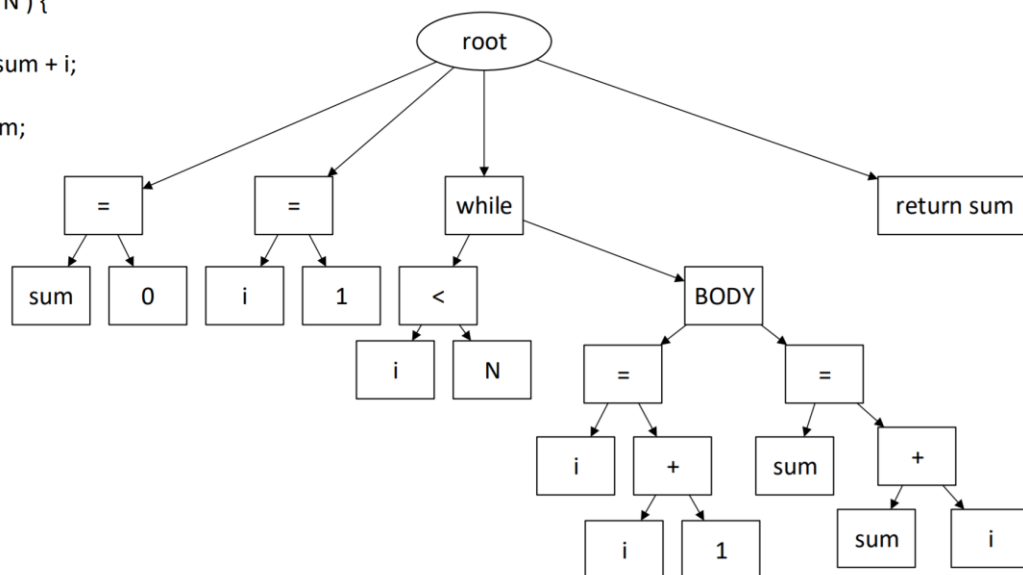 N ) {
sum + i;
m;
root
=
=
while
return sum
sum
0
i
1
<
BODY
i
N
=
=
i
+
sum
+
i
1
sum
i